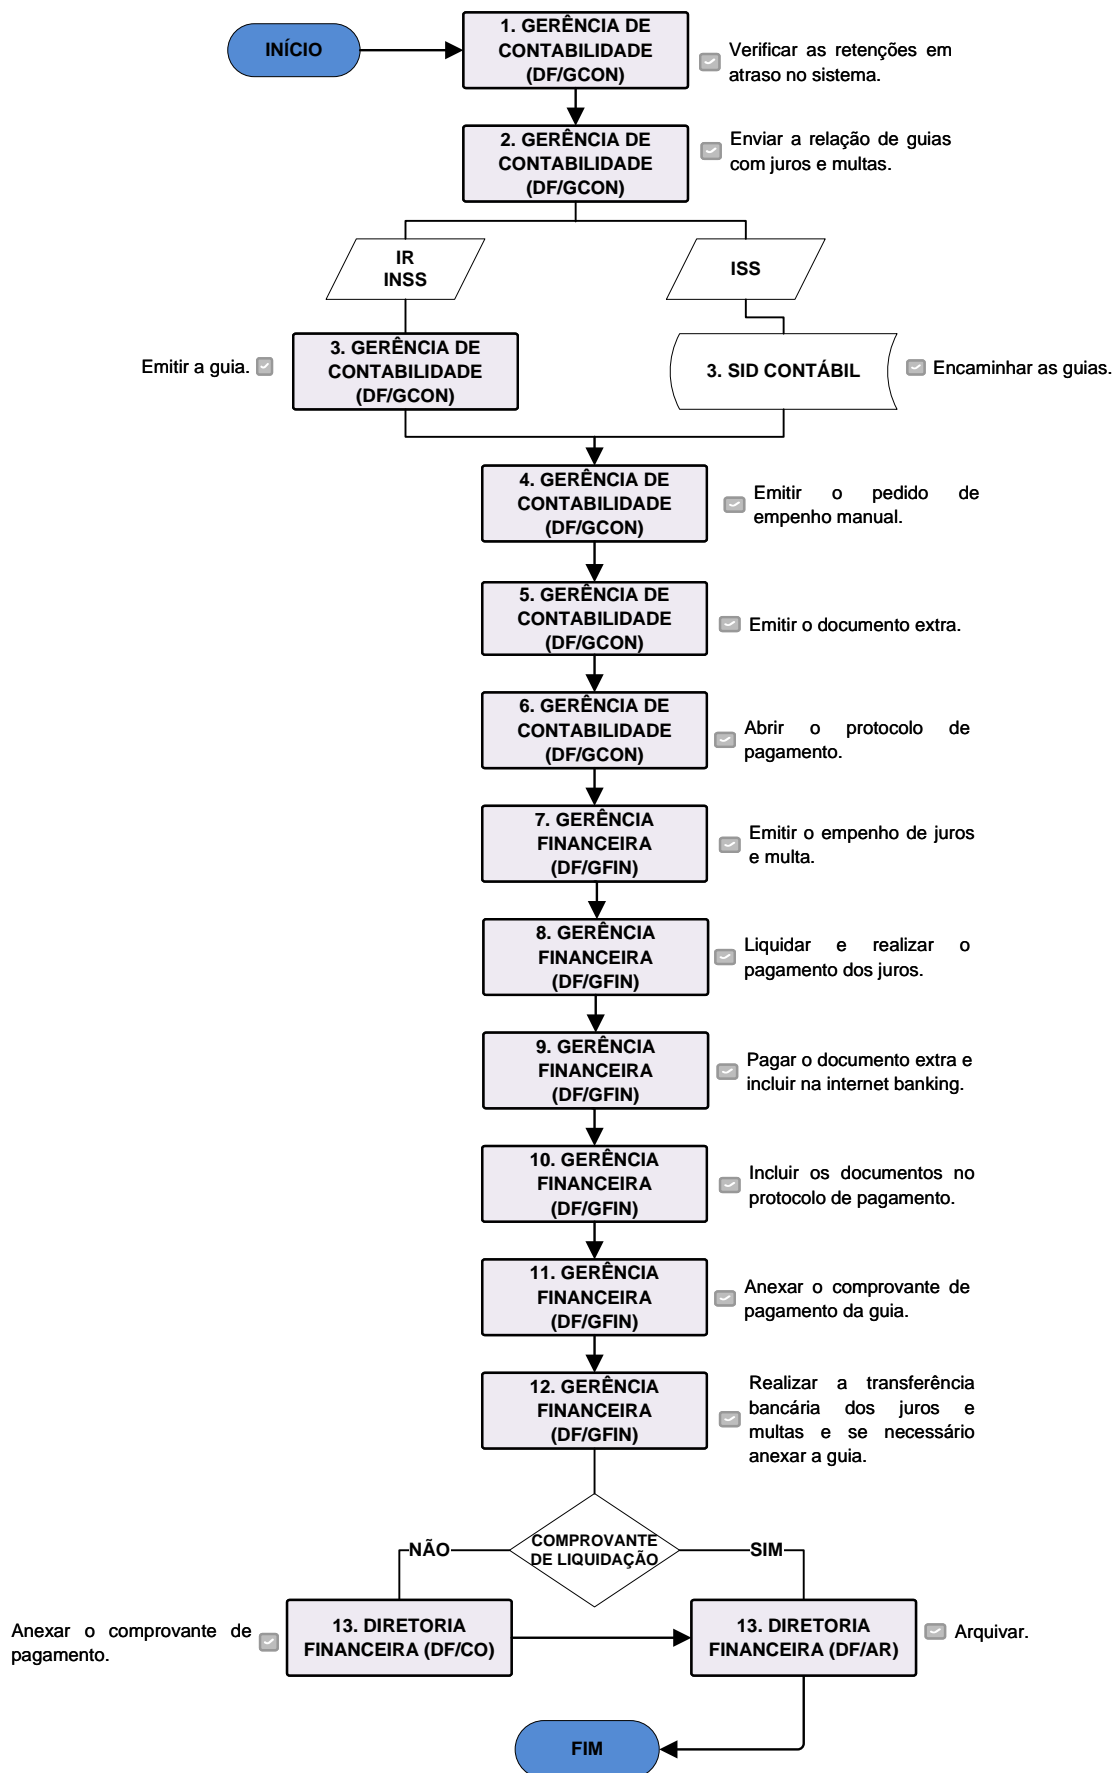 INÍCIO
1. GERÊNCIA DE
CONTABILIDADE
(DF/GCON)
Verificar as retenções em
atraso no sistema.
2. GERÊNCIA DE
CONTABILIDADE
(DF/GCON)
Enviar a relação de guias
com juros e multas.
IR
INSS
ISS
Emitir a guia.
3. GERÊNCIA DE
CONTABILIDADE
(DF/GCON)
3. SID CONTÁBIL
Encaminhar as guias.
4. GERÊNCIA DE
CONTABILIDADE
(DF/GCON)
Emitir o pedido de
empenho manual.
5. GERÊNCIA DE
CONTABILIDADE
(DF/GCON)
Emitir o documento extra.
6. GERÊNCIA DE
CONTABILIDADE
(DF/GCON)
Abrir o protocolo de
pagamento.
7. GERÊNCIA
FINANCEIRA
(DF/GFIN)
Emitir o empenho de juros
e multa.
8. GERÊNCIA
FINANCEIRA
(DF/GFIN)
Liquidar e realizar o
pagamento dos juros.
9. GERÊNCIA
FINANCEIRA
(DF/GFIN)
Pagar o documento extra e
incluir na internet banking.
10. GERÊNCIA
FINANCEIRA
(DF/GFIN)
Incluir os documentos no
protocolo de pagamento.
11. GERÊNCIA
FINANCEIRA
(DF/GFIN)
Anexar o comprovante de
pagamento da guia.
12. GERÊNCIA
FINANCEIRA
(DF/GFIN)
Realizar a transferência
bancária dos juros e
multas e se necessário
anexar a guia.
COMPROVANTE
DE LIQUIDAÇÃO
NÃO
SIM
Anexar o comprovante de
pagamento.
13. DIRETORIA
FINANCEIRA (DF/CO)
13. DIRETORIA
FINANCEIRA (DF/AR)
Arquivar.
FIM